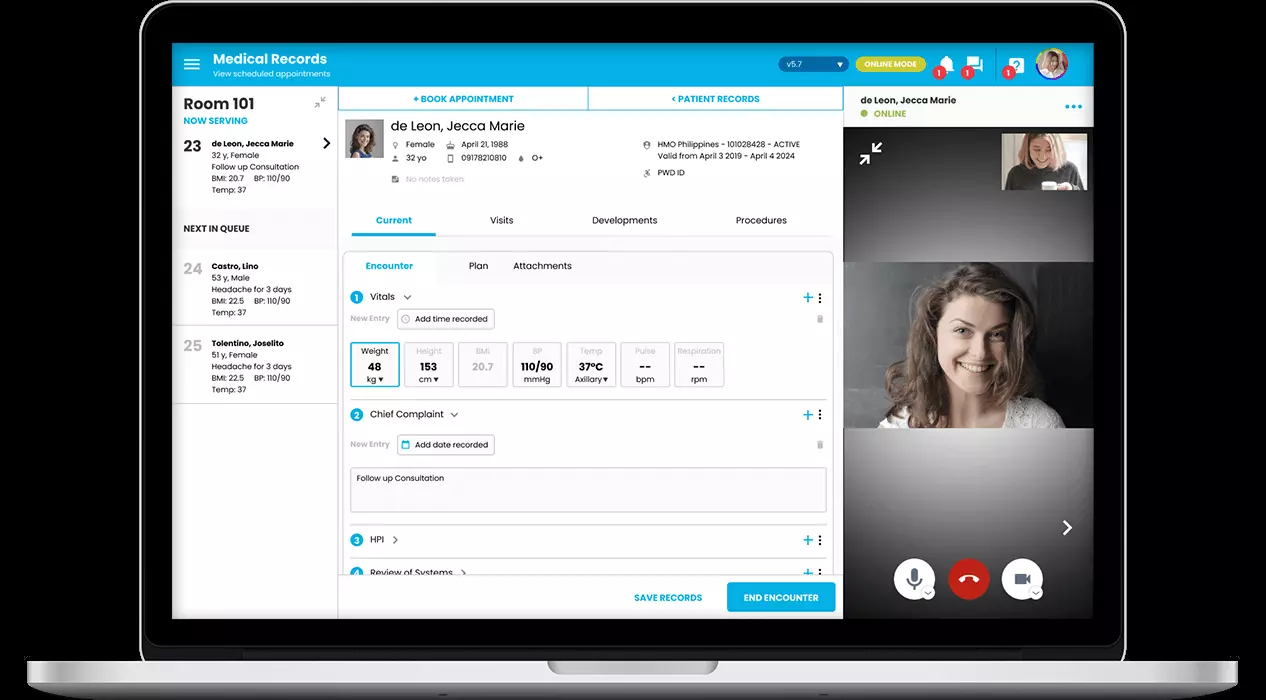 Medical Records
View scheduled appointments
v5.7
ONLINE MODE
1
1
1
?
Room 101
NOW SERVING
23
de Leon, Jecca Marie
32 y, Female
Follow up Consultation
BMI: 20.7 BP: 110/90
Temp: 37
NEXT IN QUEUE
24
Castro, Lino
53 y, Male
Headache for 3 days
BMI: 22.5 BP: 110/90
Temp: 37
25
Tolentino, Joselito
51 y, Female
Headache for 3 days
BMI: 22.5 BP: 110/90
Temp: 37
+ BOOK APPOINTMENT
< PATIENT RECORDS
de Leon, Jecca Marie
Female April 21, 1988
32 yo 09178210810 O+
No notes taken
HMO Philippines - 101028428 - ACTIVE
Valid from April 3 2019 - April 4 2024
PWD ID
Current Visits Developments Procedures
Encounter Plan Attachments
1 Vitals
New Entry Add time recorded
Weight Height BMI BP Temp Pulse Respiration
48 153 20.7 110/90 37°C -- --
kg cm mmHg Axillary bpm rpm
2 Chief Complaint
New Entry Add date recorded
Follow up Consultation
3 HPI
4 Review of Systems
SAVE RECORDS
END ENCOUNTER
de Leon, Jecca Marie
ONLINE